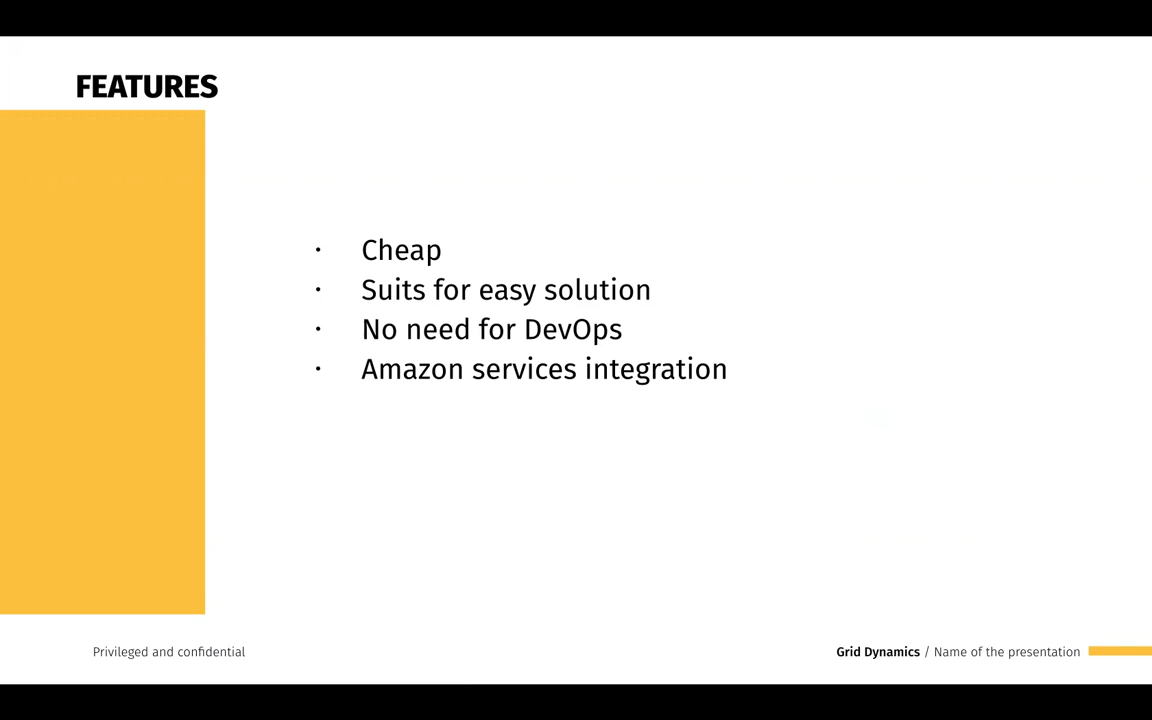 FEATURES
· Cheap
· Suits for easy solution
· No need for DevOps
· Amazon services integration
Privileged and confidential
Grid Dynamics / Name of the presentation